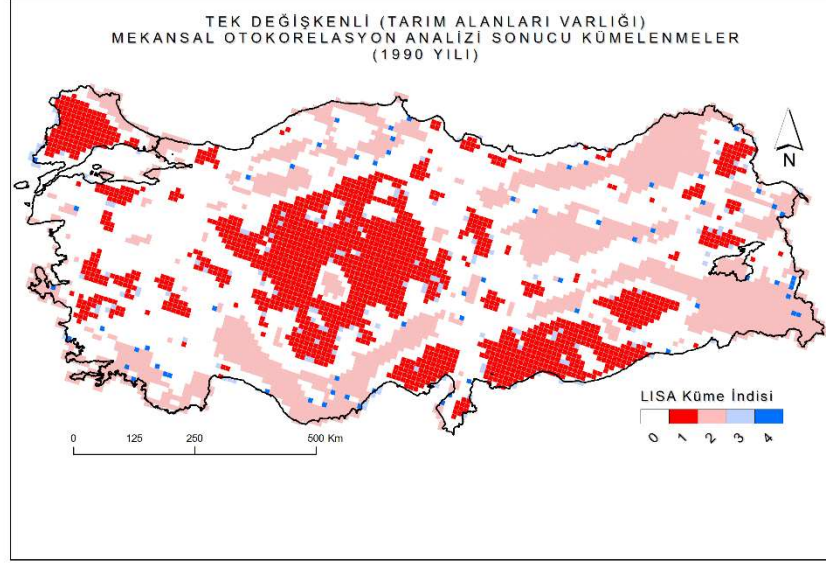 TEK DEĞİŞKENLİ (TARIM ALANLARI VARLIĞI)
MEKANSAL OTOKORELASYON ANALİZİ SONUCU KÜMELENMELER
(1990 YILI)
N
LISA Küme İndisi
0 1 2 3 4
0 125 250 500 Km